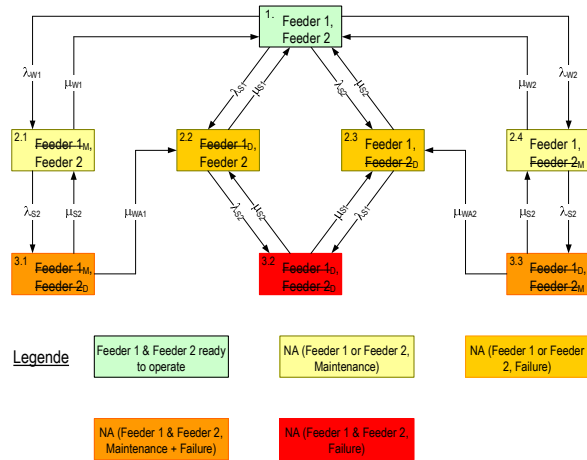 1.
Feeder 1,
Feeder 2
λW1
μW1
λS1
μS1
λS2
μS2
μW2
λW2
2.1
Feeder 1M,
Feeder 2
2.2
Feeder 1D,
Feeder 2
2.3
Feeder 1,
Feeder 2D
2.4
Feeder 1,
Feeder 2M
λS2
μS2
μWA1
λS2
μS2
μS1
λS1
μWA2
μS2
λS2
3.1
Feeder 1M,
Feeder 2D
3.2
Feeder 1D,
Feeder 2D
3.3
Feeder 1D,
Feeder 2M
Legende
Feeder 1 & Feeder 2 ready
to operate
NA (Feeder 1 or Feeder 2,
Maintenance)
NA (Feeder 1 or Feeder
2, Failure)
NA (Feeder 1 & Feeder 2,
Maintenance + Failure)
NA (Feeder 1 & Feeder 2,
Failure)